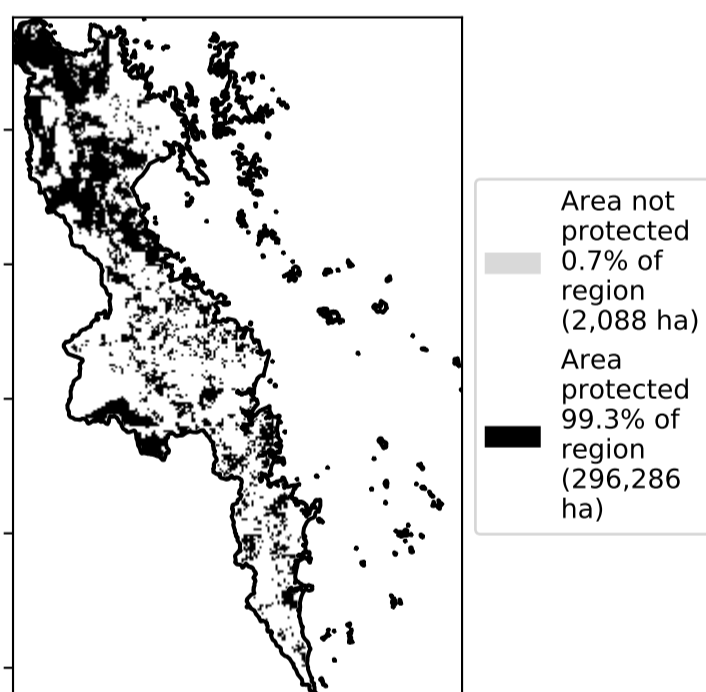 Area not
protected
0.7% of
region
(2,088 ha)
Area
protected
99.3% of
region
(296,286
ha)